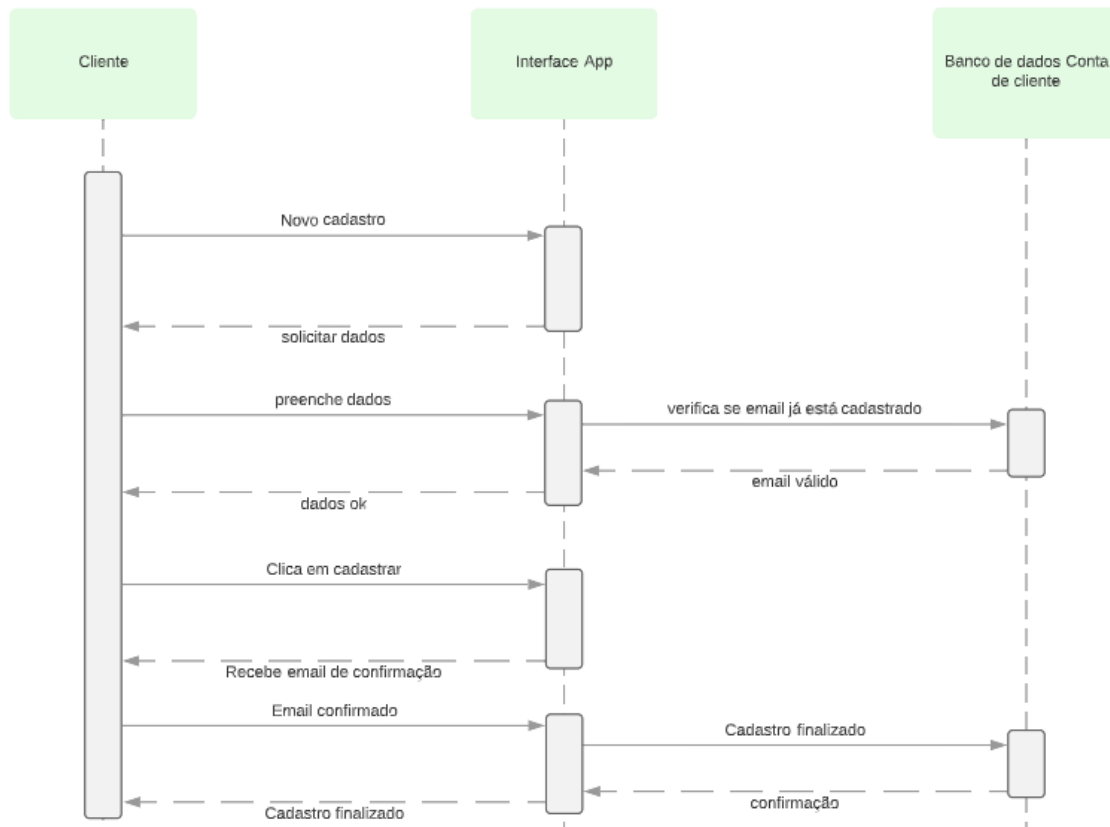 Cliente
Interface App
Banco de dados Conta
de cliente
Novo cadastro
solicitar dados
preenche dados
verifica se email já está cadastrado
email válido
dados ok
Clica em cadastrar
Recebe email de confirmação
Email confirmado
Cadastro finalizado
confirmação
Cadastro finalizado